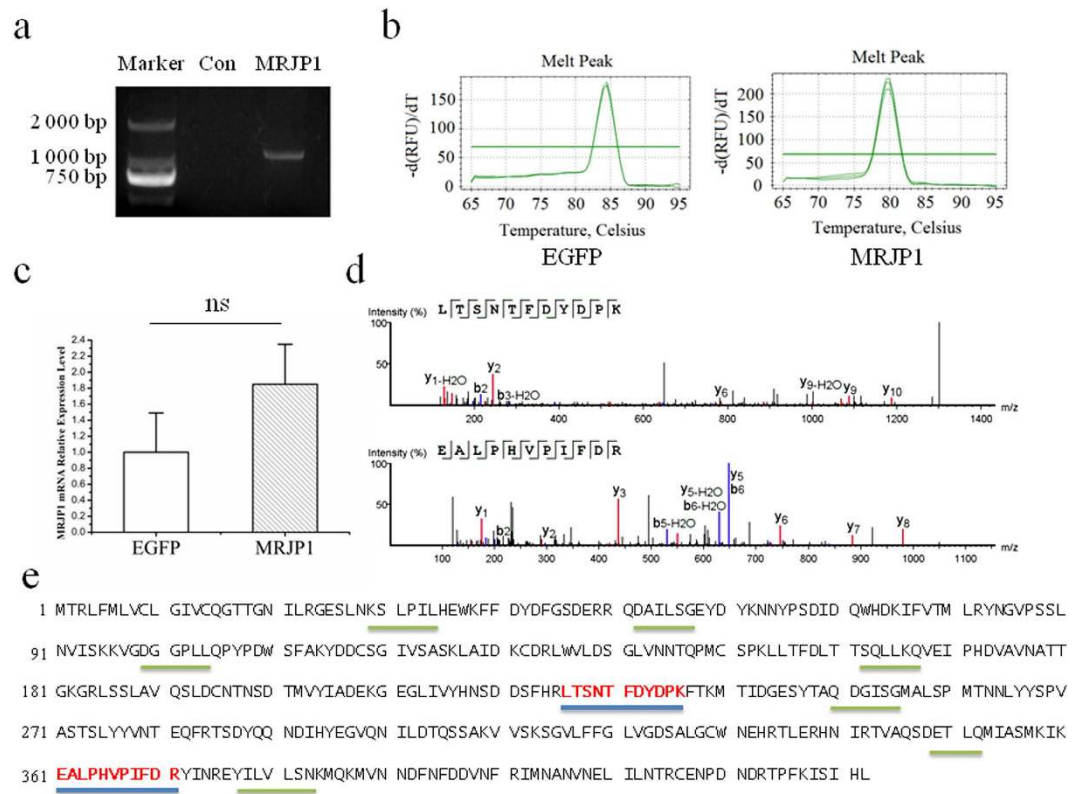 a
Marker Con MRJP1
2 000 bp
1 000 bp
750 bp
b
Melt Peak
-d(RFU)/dT
150
100
50
0
65 70 75 80 85 90 95
Temperature, Celsius
EGFP
Melt Peak
-d(RFU)/dT
200
150
100
50
0
65 70 75 80 85 90 95
Temperature, Celsius
MRJP1
c
ns
MRJP1 mRNA Relative Expression Level
2.4
2.2
2.0
1.8
1.6
1.4
1.2
1.0
0.8
0.6
0.4
0.2
0.0
EGFP MRJP1
d
Intensity (%) L T S N T F D Y D P K
100
50
y1-H2O b2 y2 b3-H2O y6 y9-H2O y9 y10
200 400 600 800 1000 1200 1400 m/z
Intensity (%) E A L P H V P I F D R
100
50
y1 b2 y2 y3 b5-H2O y5-H2O b6-H2O y5 b6 y6 y7 y8
100 200 300 400 500 600 700 800 900 1000 1100 m/z
e
1 MTRLFMLVCL GIVCQGTTGN ILRGESLNKS LPILHEWKFF DYDFGSDERR QDAILSGEYD YKNNYPSDID QWHDKIFVTM LRYNGVPSSL
91 NVISKKVGDG GPLLQPYPDW SFAKYDDCSG IVSASKLAID KCDRLWVLDS GLVNNTQPMC SPKLLTFDLT TSQLLKQVEI PHDVAVNATT
181 GKGRLSSLAV QSLDCNTNSD TMVYIADEKG EGLIVYHNSD DSFHRLTSNT FDYDPKFTKM TIDGESYTAQ DGISGMALSP MTNNLYYSPV
271 ASTSLYYVNT EQFRTSDYQQ NDIHYEGVQN ILDTQSSAKV VSKSGVLFFG LVGDSALGCW NEHRTLERHN IRTVAQSDET LQMIASMKIK
361 EALPHVPIFD RYINREYILV LSNKMQKMVN NDFNFDDVNF RIMNANVNEL ILNTRCENPD NDRTPFKISI HL